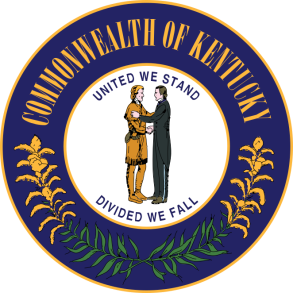 COMMONWEALTH OF KENTUCKY
UNITED WE STAND
DIVIDED WE FALL